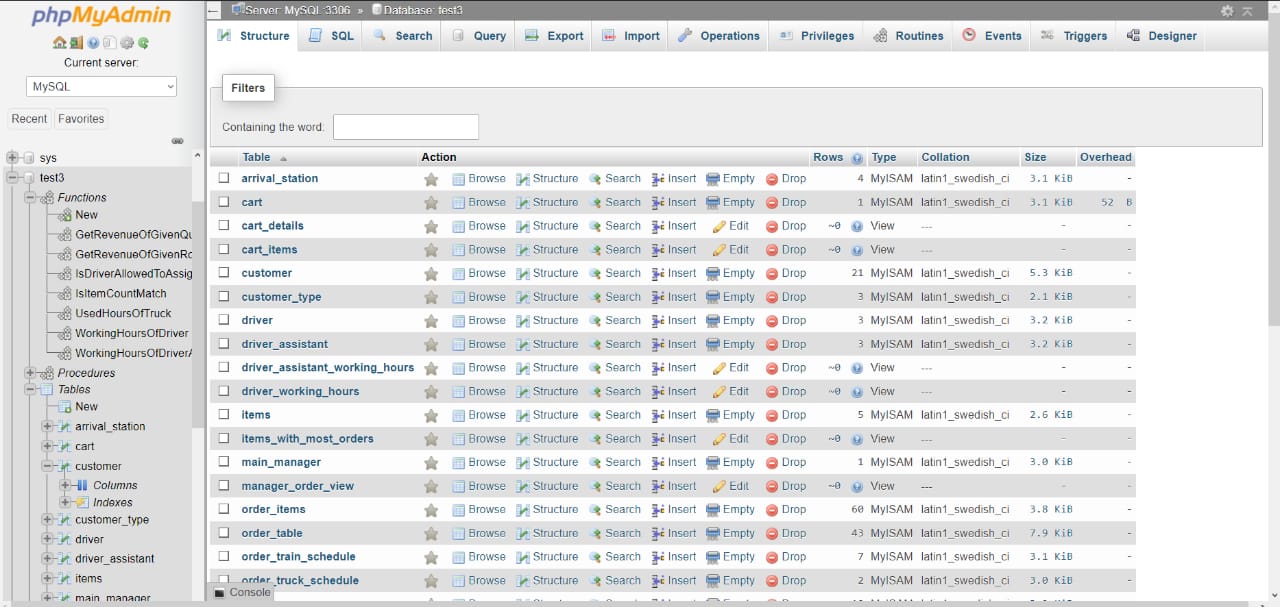 phpMyAdmin
Current server:
MySQL
Recent Favorites
sys
test3
Functions
New
GetRevenueOfGivenQu
GetRevenueOfGivenRo
IsDriverAllowedToAssig
IsItemCountMatch
UsedHoursOfTruck
WorkingHoursOfDriver
WorkingHoursOfDriverA
Procedures
Tables
New
arrival_station
cart
customer
Columns
Indexes
customer_type
driver
driver_assistant
items
main_manager
Server: MySQL:3306 » Database: test3
Structure SQL Search Query Export Import Operations Privileges Routines Events Triggers Designer
Filters
Containing the word:
Table Action Rows Type Collation Size Overhead
arrival_station Browse Structure Search Insert Empty Drop 4 MyISAM latin1_swedish_ci 3.1 KiB -
cart Browse Structure Search Insert Empty Drop 1 MyISAM latin1_swedish_ci 3.1 KiB 52 B
cart_details Browse Structure Search Insert Edit Drop ~0 View --- - -
cart_items Browse Structure Search Insert Edit Drop ~0 View --- - -
customer Browse Structure Search Insert Empty Drop 21 MyISAM latin1_swedish_ci 5.3 KiB -
customer_type Browse Structure Search Insert Empty Drop 3 MyISAM latin1_swedish_ci 2.1 KiB -
driver Browse Structure Search Insert Empty Drop 3 MyISAM latin1_swedish_ci 3.2 KiB -
driver_assistant Browse Structure Search Insert Empty Drop 3 MyISAM latin1_swedish_ci 3.2 KiB -
driver_assistant_working_hours Browse Structure Search Insert Edit Drop ~0 View --- - -
driver_working_hours Browse Structure Search Insert Edit Drop ~0 View --- - -
items Browse Structure Search Insert Empty Drop 5 MyISAM latin1_swedish_ci 2.6 KiB -
items_with_most_orders Browse Structure Search Insert Edit Drop ~0 View --- - -
main_manager Browse Structure Search Insert Empty Drop 1 MyISAM latin1_swedish_ci 3.0 KiB -
manager_order_view Browse Structure Search Insert Edit Drop ~0 View --- - -
order_items Browse Structure Search Insert Empty Drop 60 MyISAM latin1_swedish_ci 3.8 KiB -
order_table Browse Structure Search Insert Empty Drop 43 MyISAM latin1_swedish_ci 7.9 KiB -
order_train_schedule Browse Structure Search Insert Empty Drop 7 MyISAM latin1_swedish_ci 3.1 KiB -
order_truck_schedule Browse Structure Search Insert Empty Drop 2 MyISAM latin1_swedish_ci 3.0 KiB -
Console